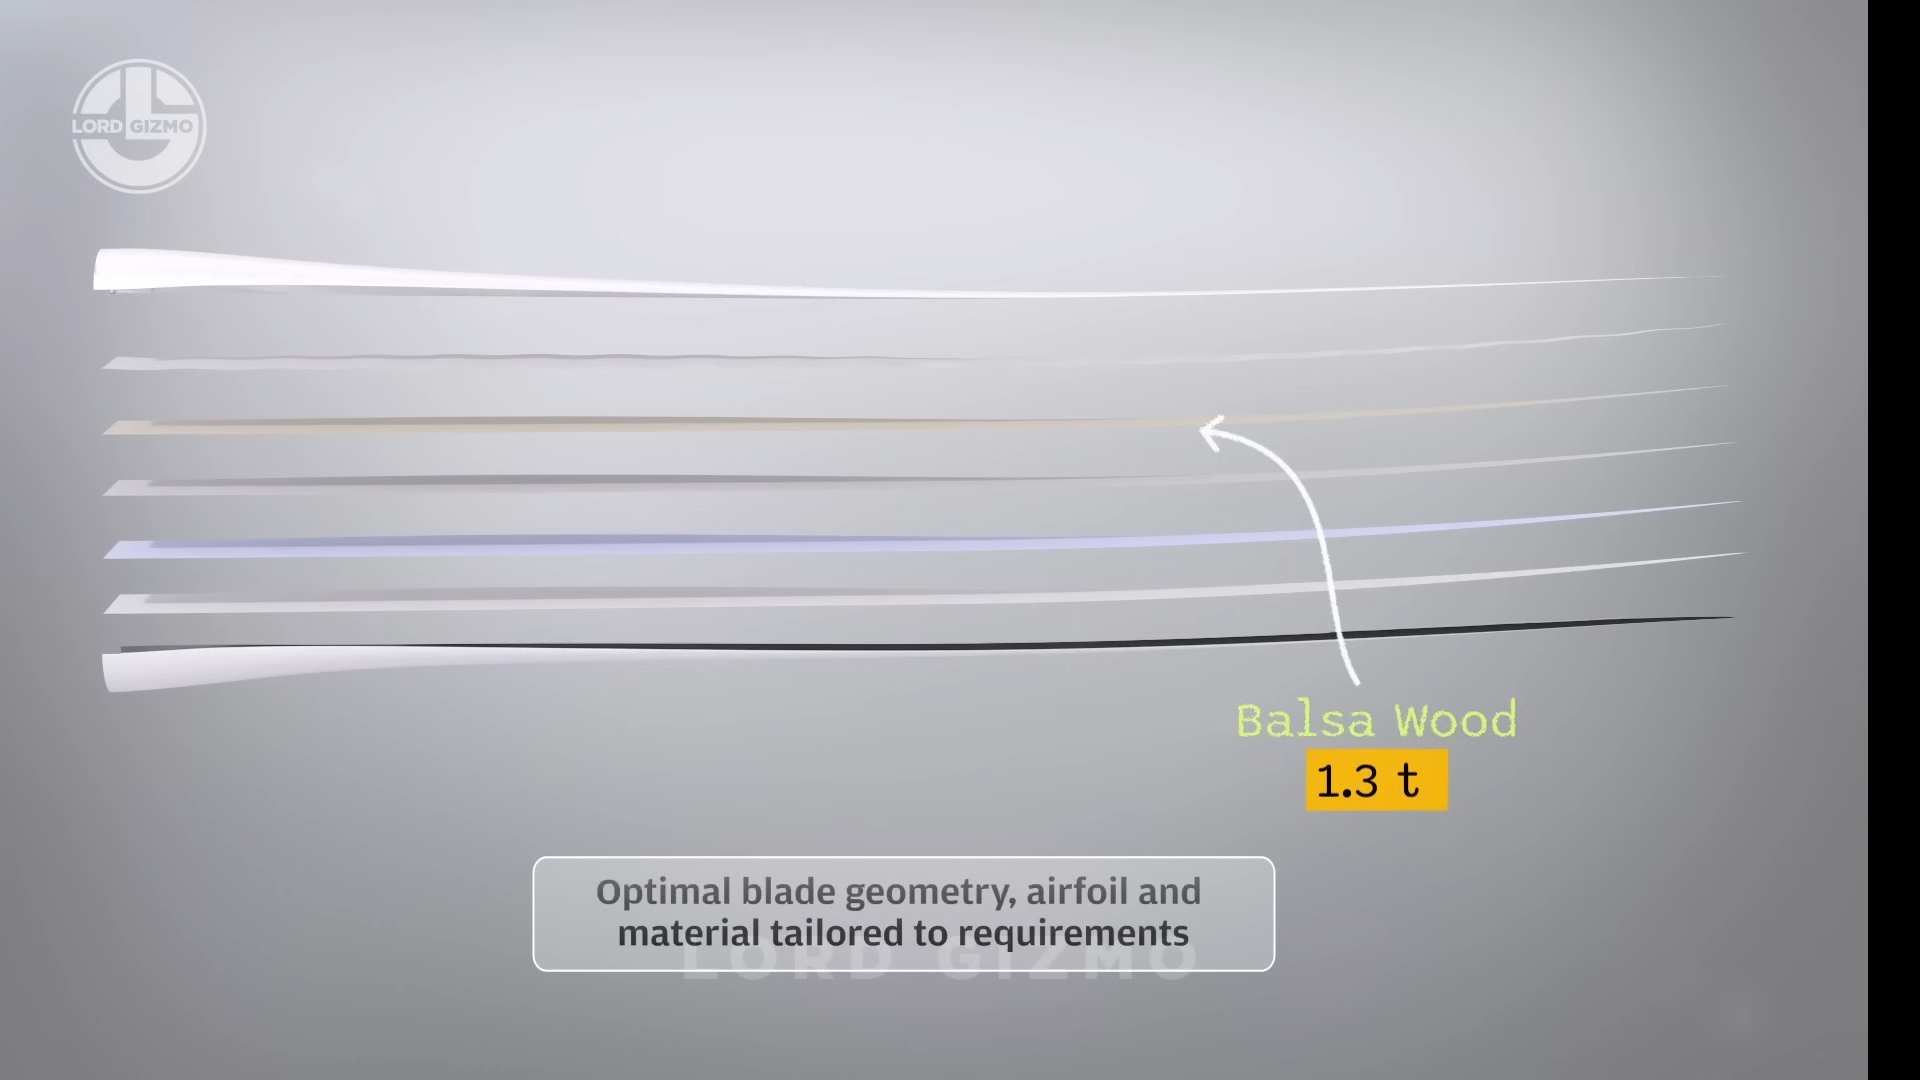 LORD GIZMO
Balsa Wood
1.3 t
Optimal blade geometry, airfoil and
material tailored to requirements
LORD GIZMO